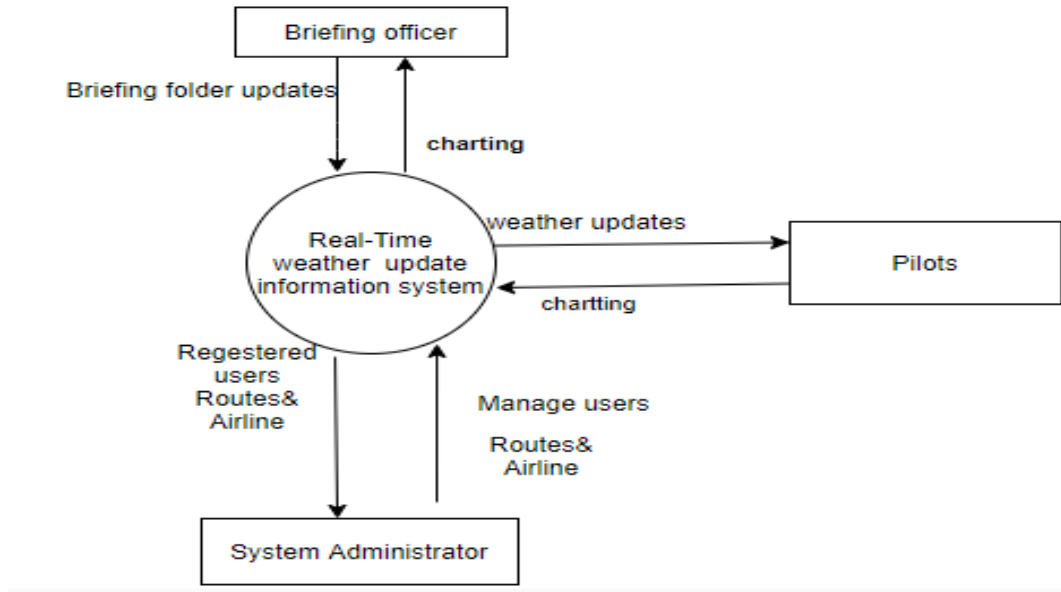 Briefing officer
Briefing folder updates
charting
weather updates
Real-Time
weather update
information system
Pilots
chartting
Regestered
users
Routes&
Airline
Manage users
Routes&
Airline
System Administrator